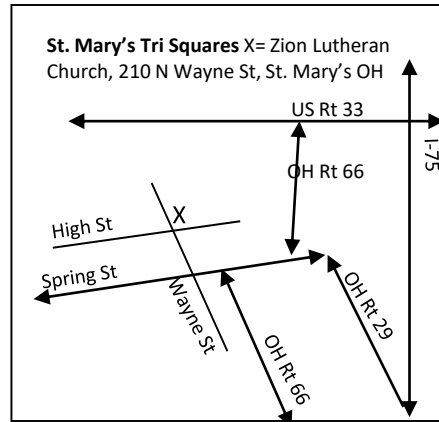 St. Mary’s Tri Squares X= Zion Lutheran
Church, 210 N Wayne St, St. Mary’s OH
US Rt 33
I-75
OH Rt 66
X
High St
Spring St
Wayne St
OH Rt 29
OH Rt 66